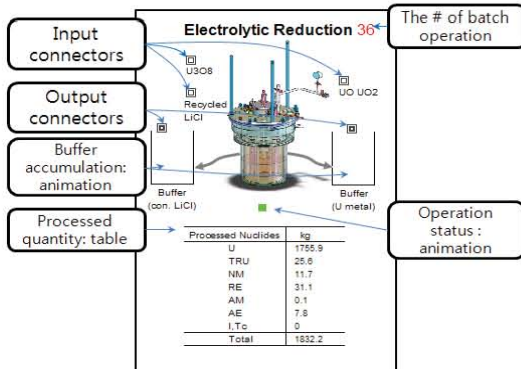 Electrolytic Reduction 36
The # of batch
operation
Input
connectors
U3O8
UO UO2
Recycled
LiCl
Output
connectors
Buffer
accumulation:
animation
Buffer
(con. LiCl)
Buffer
(U metal)
Processed
quantity: table
Operation
status :
animation
Processed Nuclides kg
U 1755.9
TRU 25.6
NM 11.7
RE 31.1
AM 0.1
AE 7.8
I,Tc 0
Total 1832.2